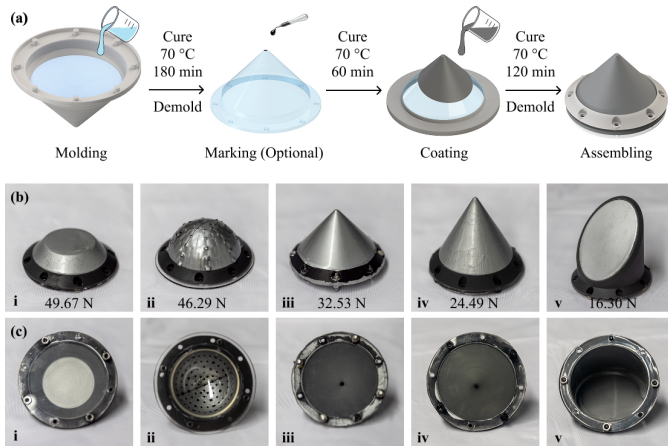 (a)
Cure
70 °C
180 min
Demold
Cure
70 °C
60 min
Cure
70 °C
120 min
Demold
Molding
Marking (Optional)
Coating
Assembling
(b)
i
49.67 N
ii
46.29 N
iii
32.53 N
iv
24.49 N
v
16.30 N
(c)
i
ii
iii
iv
v